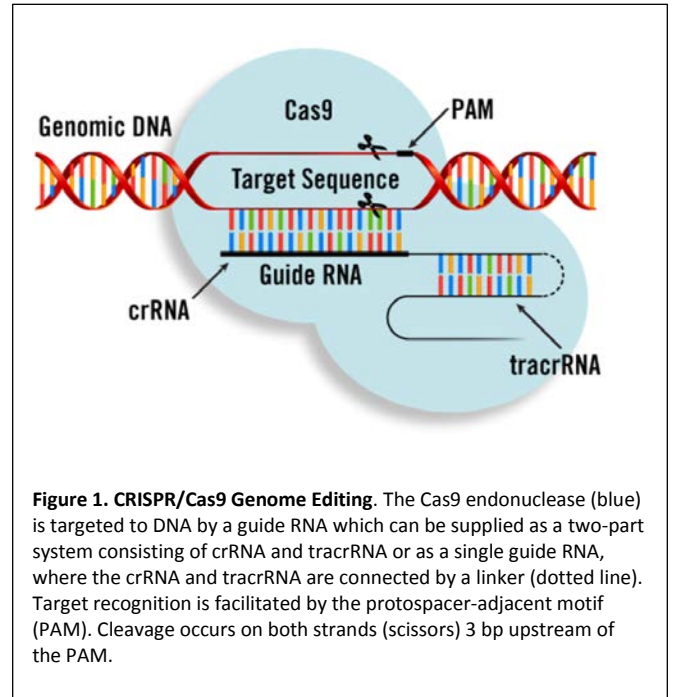 Cas9
PAM
Genomic DNA
Target Sequence
Guide RNA
crRNA
tracrRNA
Figure 1. CRISPR/Cas9 Genome Editing. The Cas9 endonuclease (blue)
is targeted to DNA by a guide RNA which can be supplied as a two-part
system consisting of crRNA and tracrRNA or as a single guide RNA,
where the crRNA and tracrRNA are connected by a linker (dotted line).
Target recognition is facilitated by the protospacer-adjacent motif
(PAM). Cleavage occurs on both strands (scissors) 3 bp upstream of
the PAM.